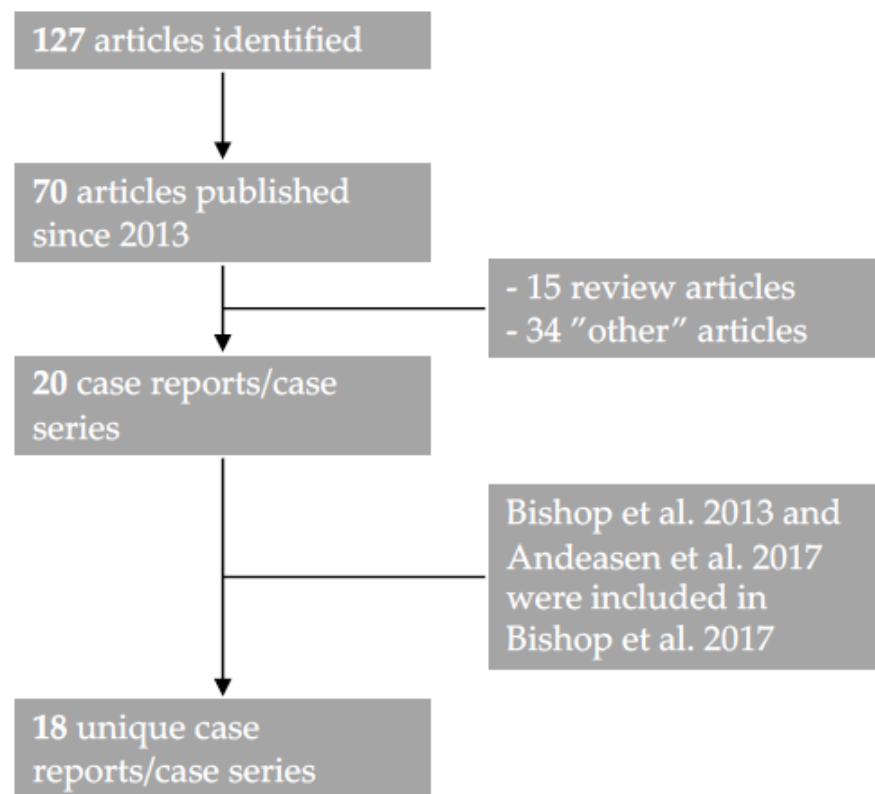 127 articles identified
70 articles published
since 2013
- 15 review articles
- 34 ”other” articles
20 case reports/case
series
Bishop et al. 2013 and
Andeasen et al. 2017
were included in
Bishop et al. 2017
18 unique case
reports/case series